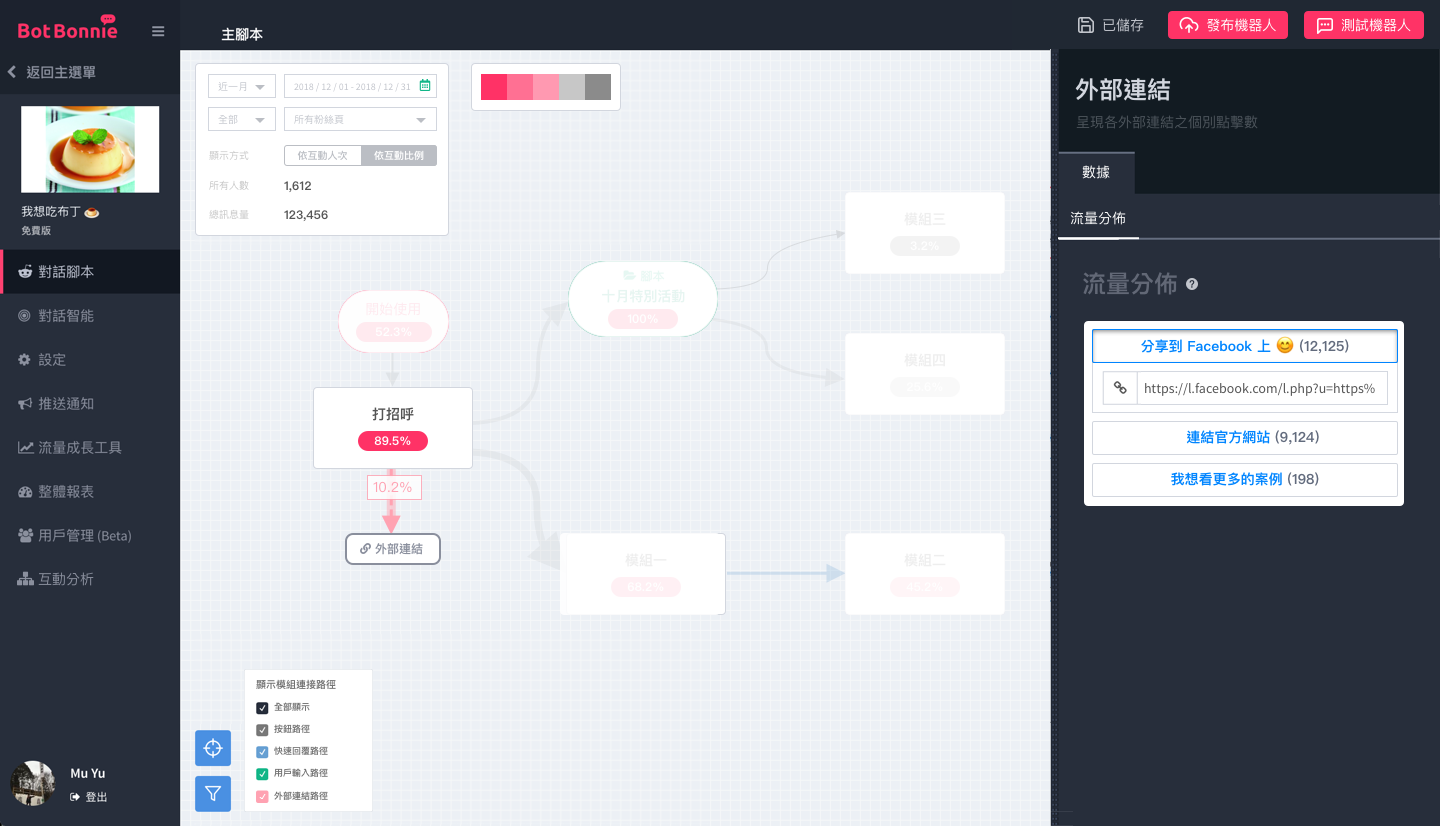 Bot Bonnie
主腳本
已儲存
發布機器人
測試機器人
返回主選單
我想吃布丁
免費版
對話腳本
對話智能
設定
推送通知
流量成長工具
整體報表
用戶管理 (Beta)
互動分析
Mu Yu
登出
近一月
2018 / 12 / 01 - 2018 / 12 / 31
全部
所有粉絲頁
顯示方式
依互動人次
依互動比例
所有人數
1,612
總訊息量
123,456
開始使用
52.3%
打招呼
89.5%
10.2%
外部連結
腳本
十月特別活動
100%
模組三
3.2%
模組四
模組一
68.2%
模組二
顯示模組連接路徑
全部顯示
按鈕路徑
快速回覆路徑
用戶輸入路徑
外部連結路徑
外部連結
呈現各外部連結之個別點擊數
數據
流量分佈
流量分佈
分享到 Facebook 上 😊 (12,125)
https://l.facebook.com/l.php?u=https%
連結官方網站 (9,124)
我想看更多的案例 (198)